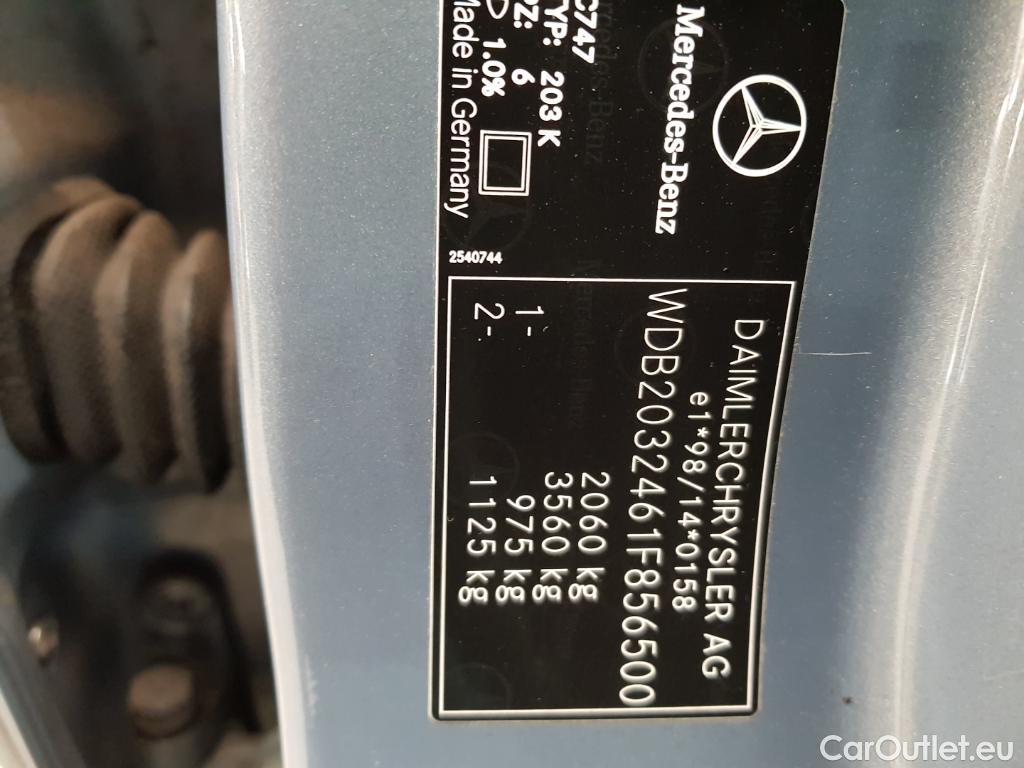 Mercedes-Benz
C747
TYP: 203 K
PZ: 6
1.0%
Made in Germany
2540744
DAIMLERCHRYSLER AG
e1*98/14*0158
WDB2032461F856500
2060 kg
3560 kg
1- 975 kg
2- 1125 kg
CarOutlet.eu